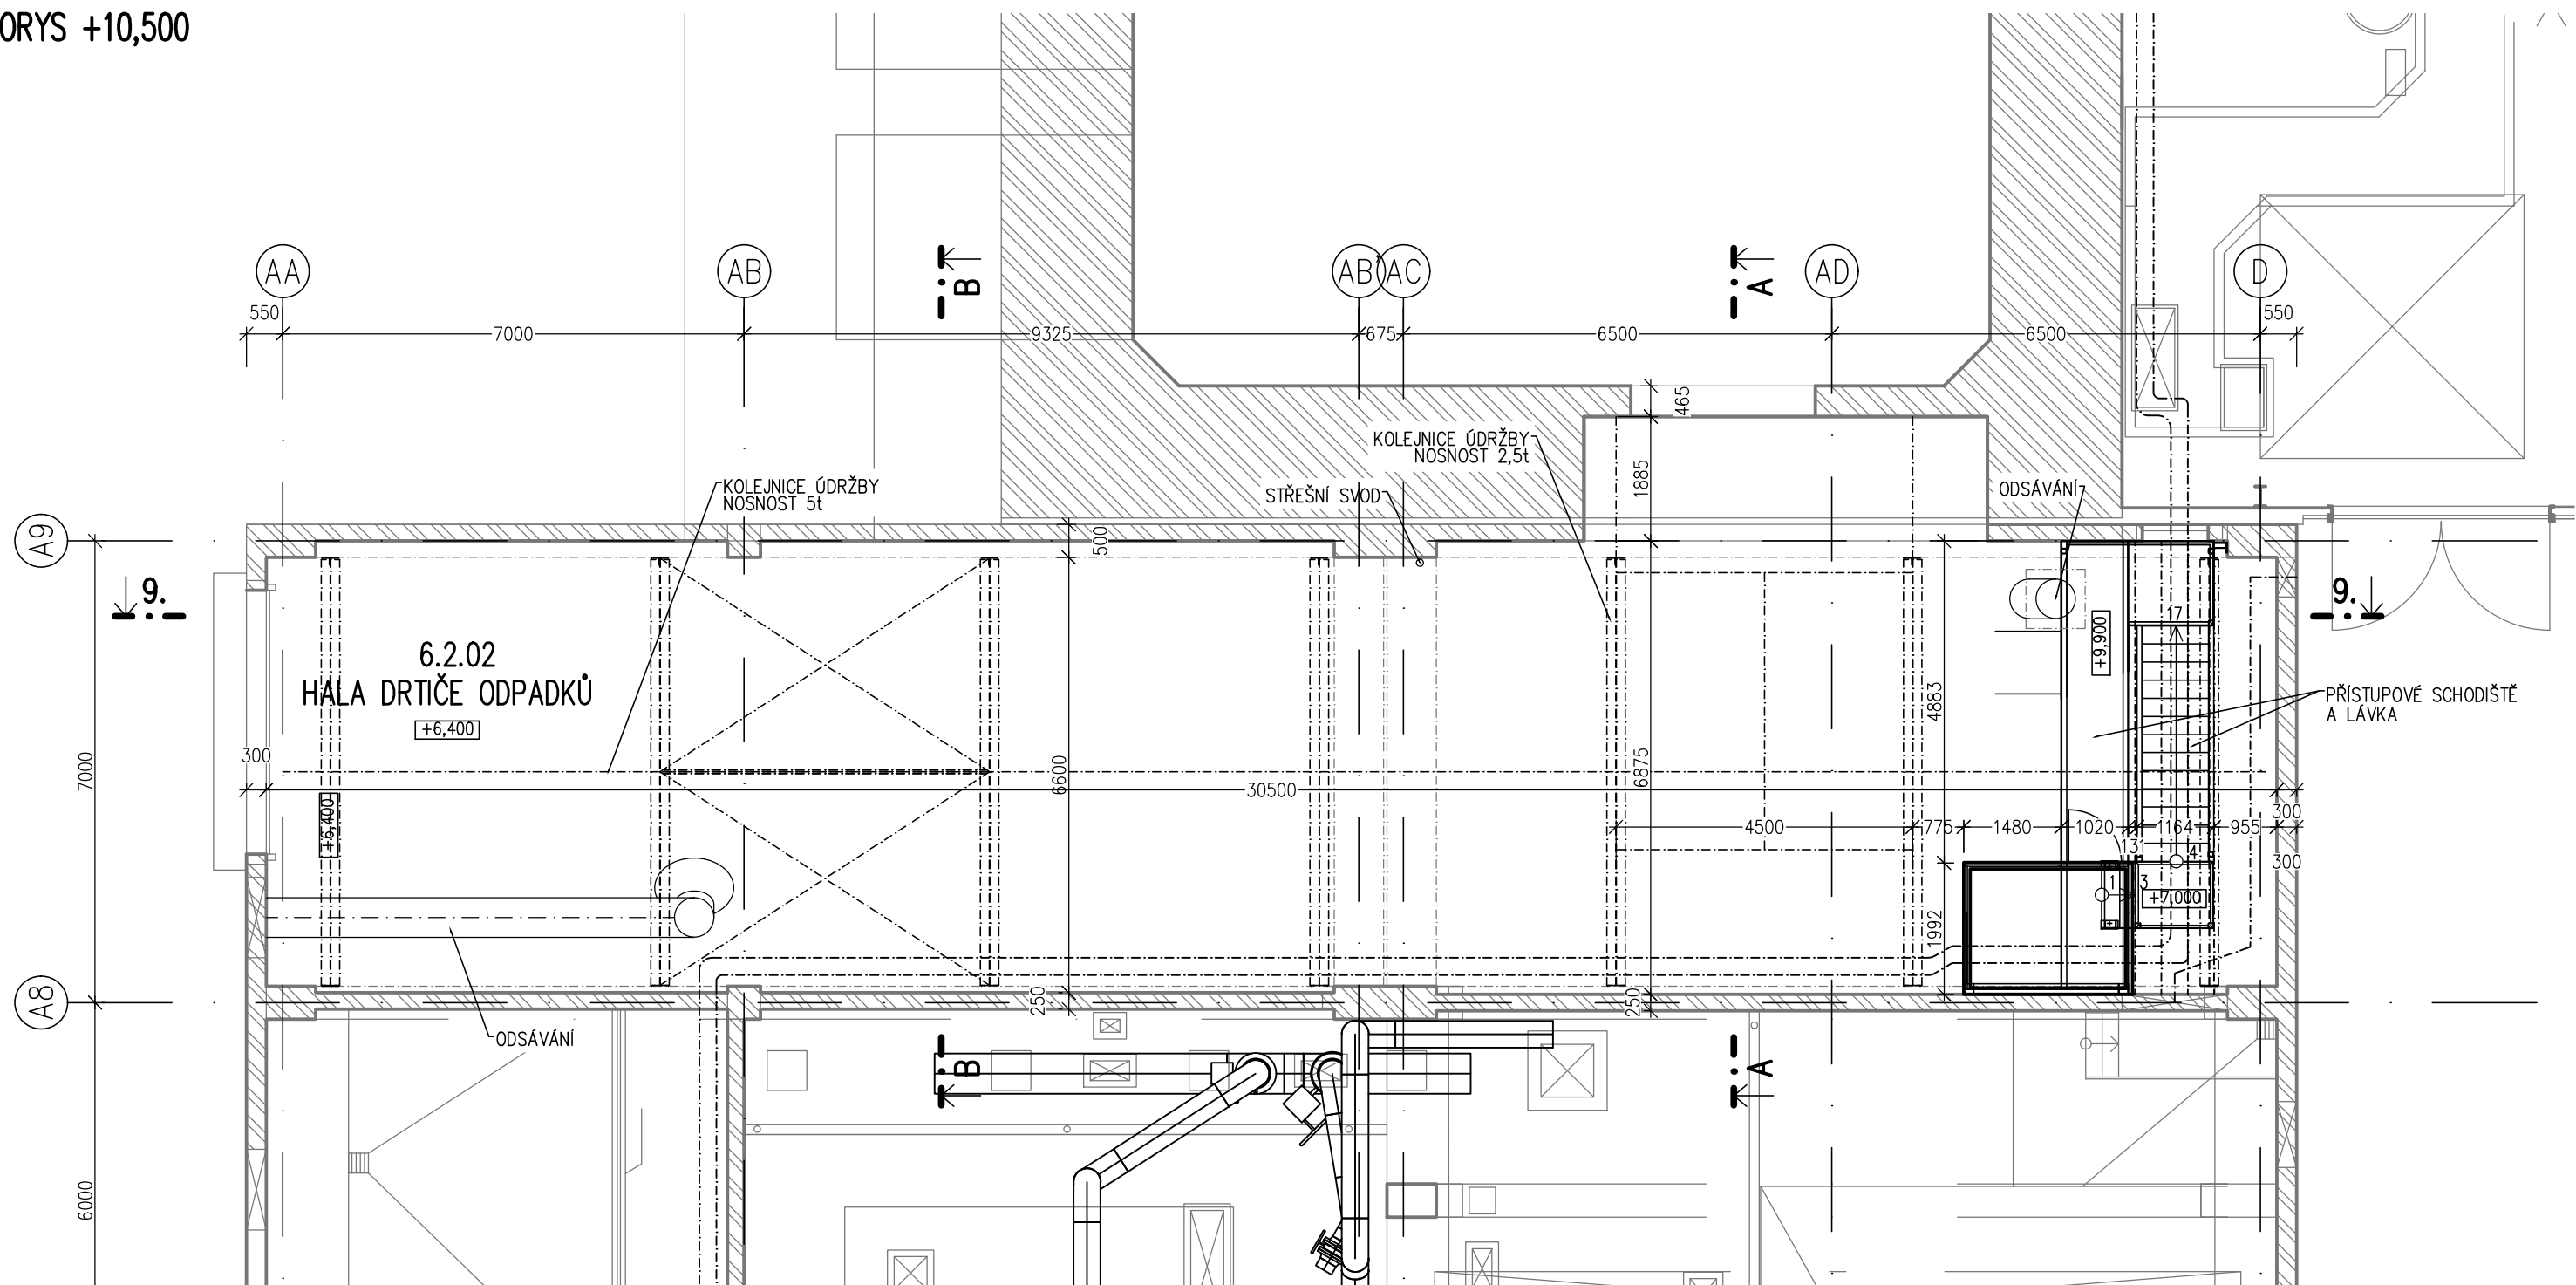 ORYS +10,500
AA
AB
B
AB'
AC
A
AD
D
550
7000
9325
675
6500
6500
550
465
KOLEJNICE ÚDRŽBY
NOSNOST 2,5t
1885
KOLEJNICE ÚDRŽBY
NOSNOST 5t
STŘEŠNÍ SVOD
ODSÁVÁNÍ
A9
500
9.
9.
17
+9,900
6.2.02
HALA DRTIČE ODPADKŮ
+6,400
PŘÍSTUPOVÉ SCHODIŠTĚ
A LÁVKA
4883
300
7000
6600
6875
30500
300
+6,400
4500
775
1480
1020
1164
955
131
4
300
1
3
+7,000
1992
A8
250
250
ODSÁVÁNÍ
B
A
6000